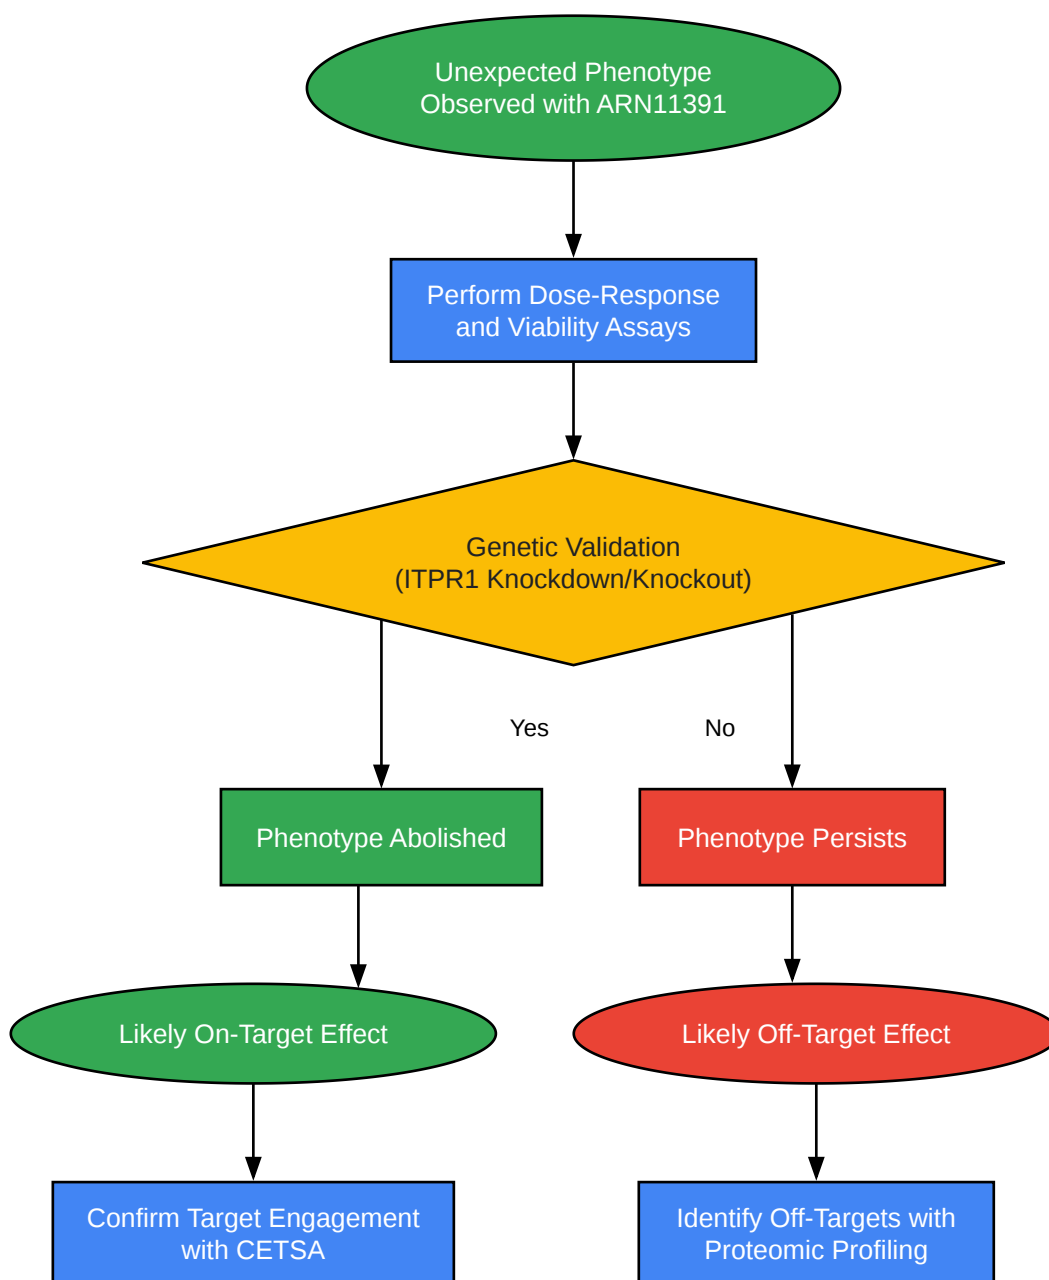 Unexpected Phenotype
Observed with ARN11391
Perform Dose-Response
and Viability Assays
Genetic Validation
(ITPR1 Knockdown/Knockout)
Yes
No
Phenotype Abolished
Phenotype Persists
Likely On-Target Effect
Likely Off-Target Effect
Confirm Target Engagement
with CETSA
Identify Off-Targets with
Proteomic Profiling